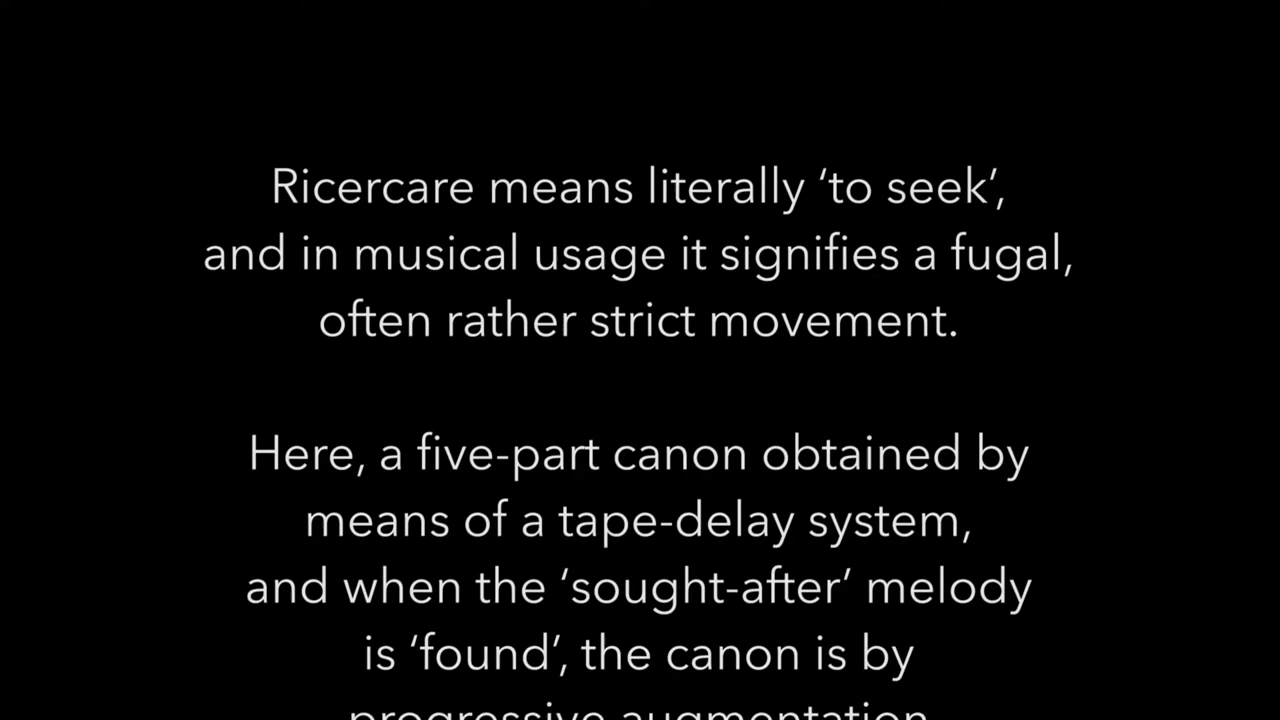 Ricercare means literally ‘to seek’,
and in musical usage it signifies a fugal,
often rather strict movement.
Here, a five-part canon obtained by
means of a tape-delay system,
and when the ‘sought-after’ melody
is ‘found’, the canon is by
progressive augmentation